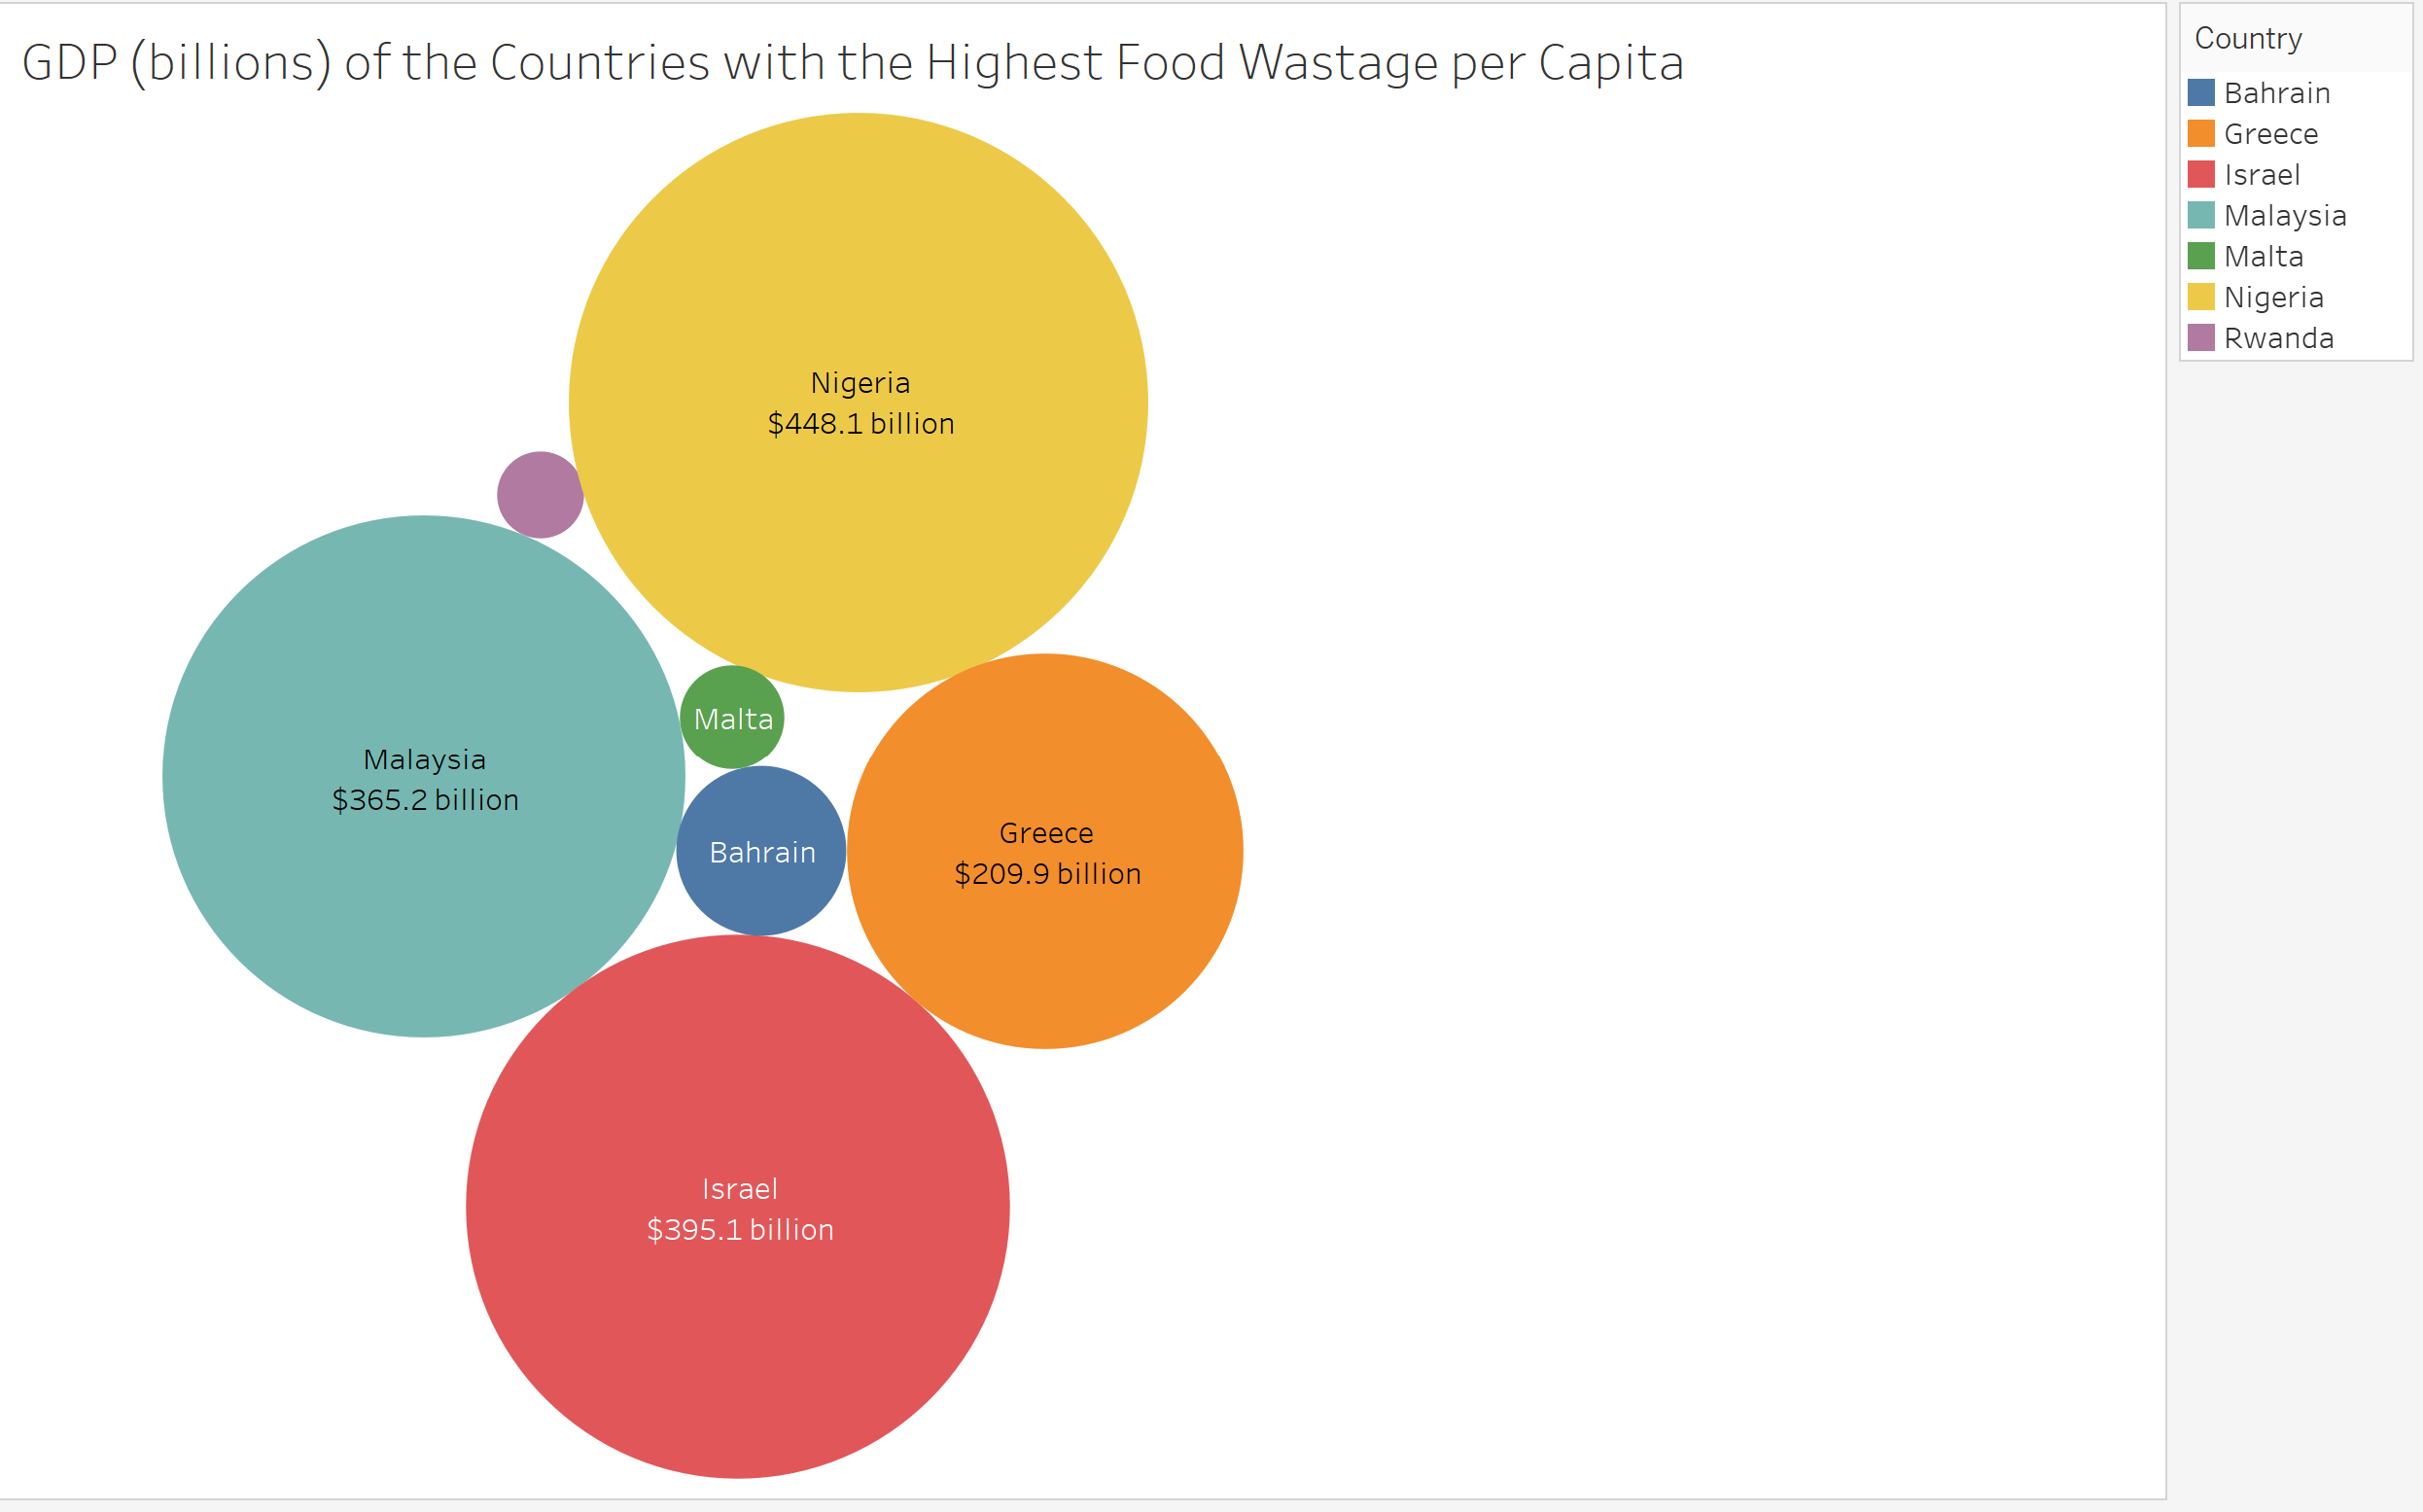 GDP (billions) of the Countries with the Highest Food Wastage per Capita
Nigeria
$448.1 billion
Malta
Malaysia
$365.2 billion
Bahrain
Greece
$209.9 billion
Israel
$395.1 billion
Country
Bahrain
Greece
Israel
Malaysia
Malta
Nigeria
Rwanda